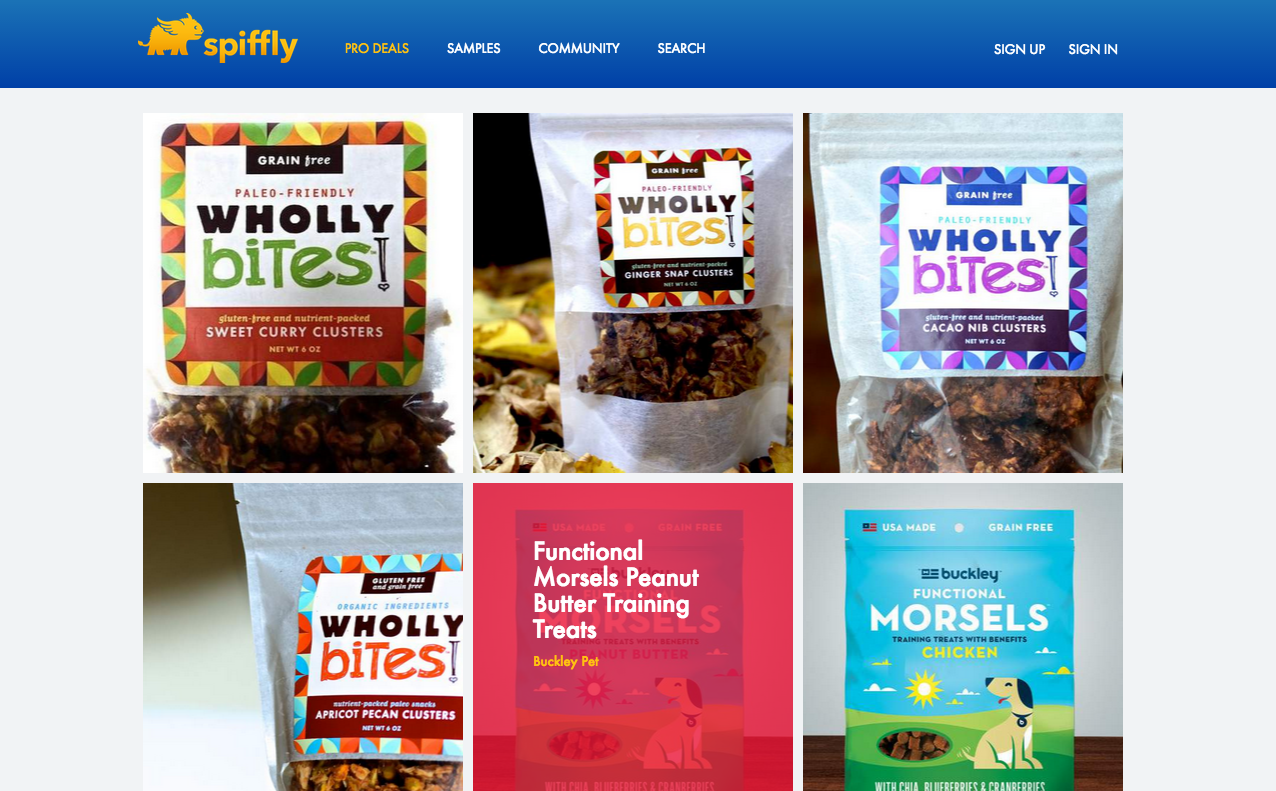 spiffly
PRO DEALS
SAMPLES
COMMUNITY
SEARCH
SIGN UP
SIGN IN
GRAIN free
PALEO-FRIENDLY
WHOLLY
biTes!
gluten-free and nutrient-packed
SWEET CURRY CLUSTERS
NET WT 6 OZ
GRAIN free
PALEO-FRIENDLY
WHOLLY
biTes!
gluten-free and nutrient-packed
GINGER SNAP CLUSTERS
NET WT 6 OZ
GRAIN free
PALEO-FRIENDLY
WHOLLY
biTes!
gluten-free and nutrient-packed
CACAO NIB CLUSTERS
NET WT 6 OZ
GLUTEN FREE
and grain free
ORGANIC INGREDIENTS
WHOLLY
biTes!
nutrient-packed paleo snacks
APRICOT PECAN CLUSTERS
NET WT 6 OZ
USA MADE
GRAIN FREE
buckley
FUNCTIONAL
MORSELS
TRAINING TREATS WITH BENEFITS
PEANUT BUTTER
Functional
Morsels Peanut
Butter Training
Treats
Buckley Pet
WITH CHIA, BLUEBERRIES & CRANBERRIES
USA MADE
GRAIN FREE
buckley
FUNCTIONAL
MORSELS
TRAINING TREATS WITH BENEFITS
CHICKEN
WITH CHIA, BLUEBERRIES & CRANBERRIES